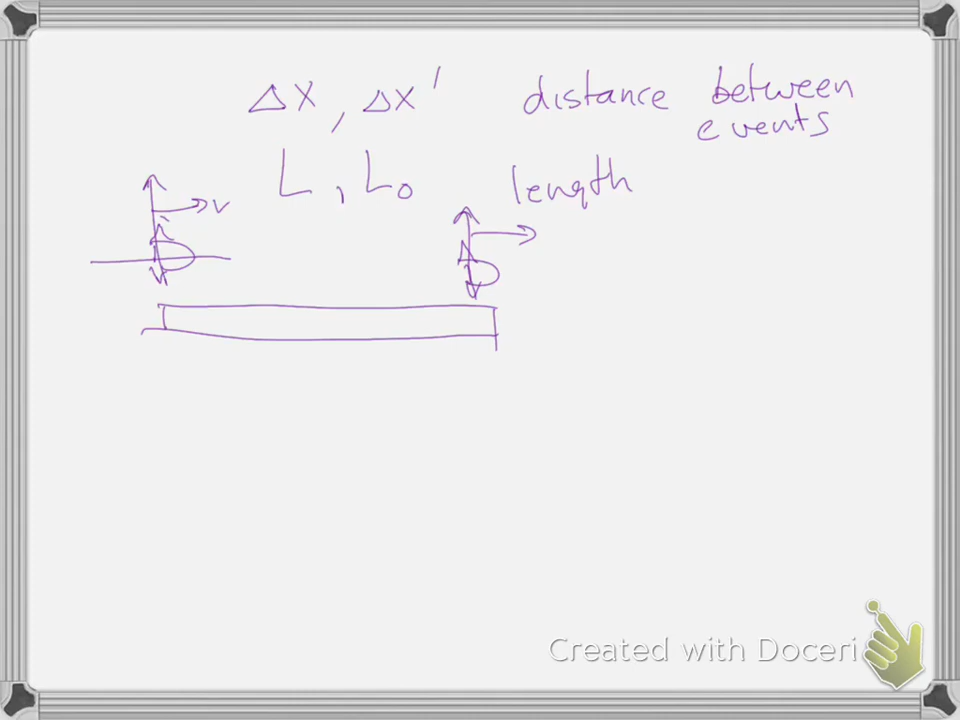 Δx, Δx' distance between
events
L, L₀ length
v
Created with Doceri